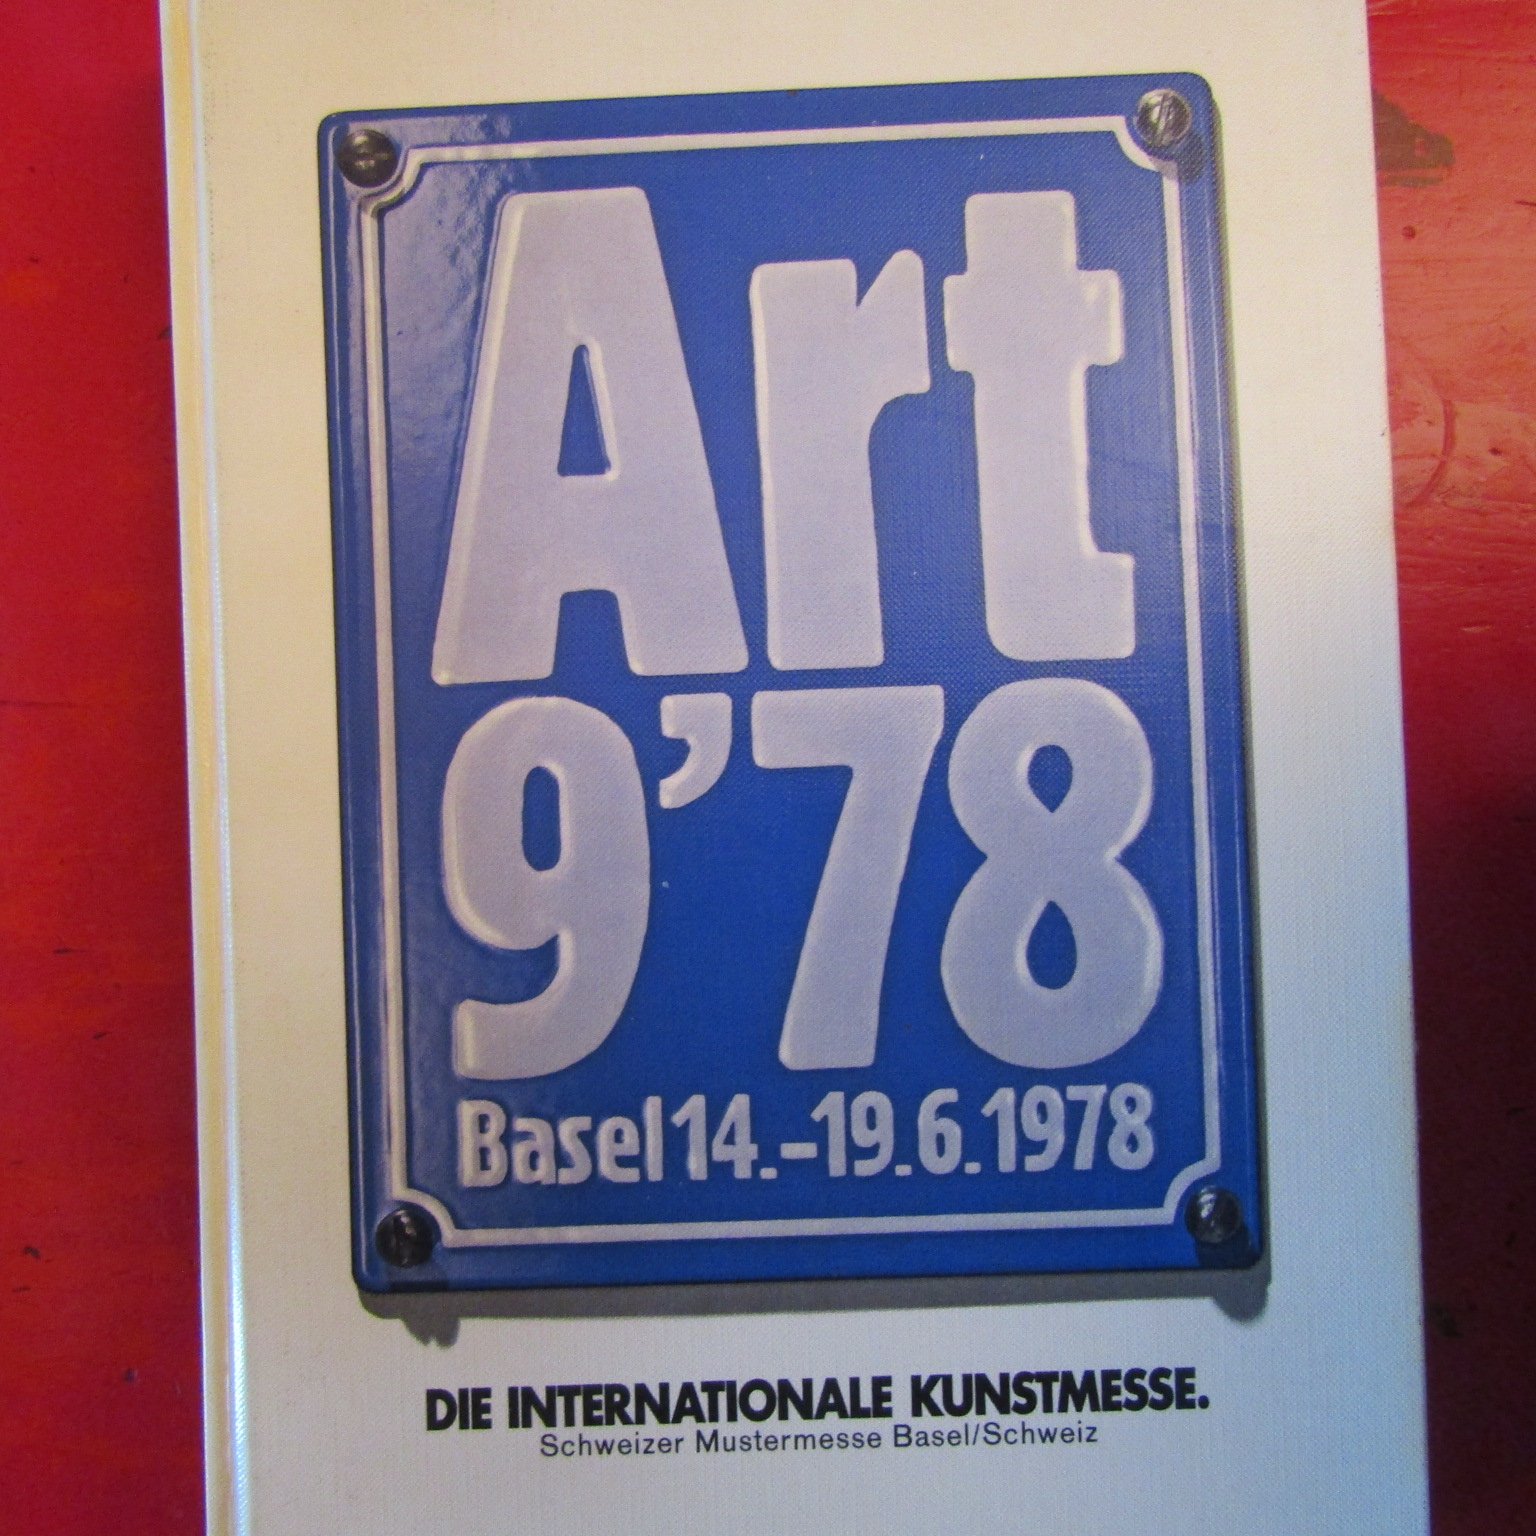 Art
9’78
Basel 14.–19.6.1978
DIE INTERNATIONALE KUNSTMESSE.
Schweizer Mustermesse Basel/Schweiz